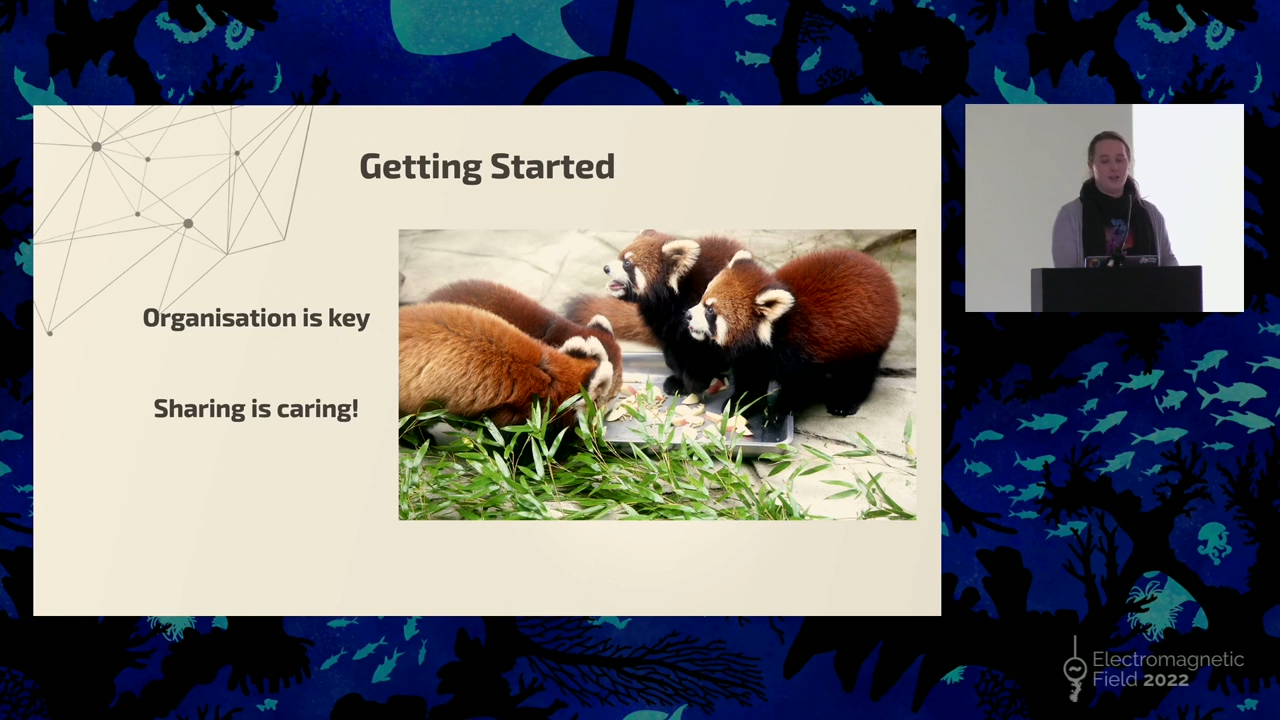 Getting Started
Organisation is key
Sharing is caring!
Electromagnetic
Field 2022